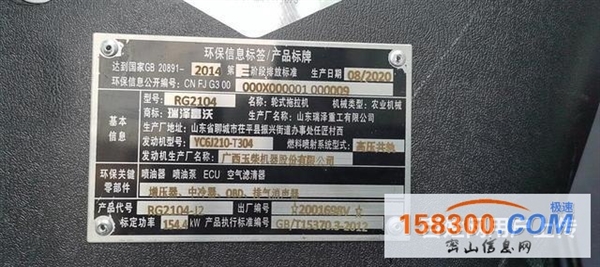 环保信息标签/产品标牌
达到国家GB 20891- 2014 第三阶段排放标准 生产日期 08/2020
环保信息公开编号: CN FJ G3 00 000X000001 000009
基本信息
型号: RG2104 名称: 轮式拖拉机 机械类型: 农业机械
商标: 瑞泽富沃 生产厂名称: 山东瑞泽重工有限公司
生产厂地址: 山东省聊城市茌平县振兴街道办事处任匠村西
发动机型号: YC6J210-T304 燃料喷射系统型式: 高压共轨
发动机生产厂: 广西玉柴机器股份有限公司
环保关键零部件
喷油器 喷油泵 ECU 空气滤清器
增压器、中冷器、OBD、排气消声器
产品代号 RG2104-J2 出厂编号 ☆200169RV☆
标定功率 154.4 kW 产品执行标准编号 GB/T15370.3-2012
极速
158300.COM
密山信息网